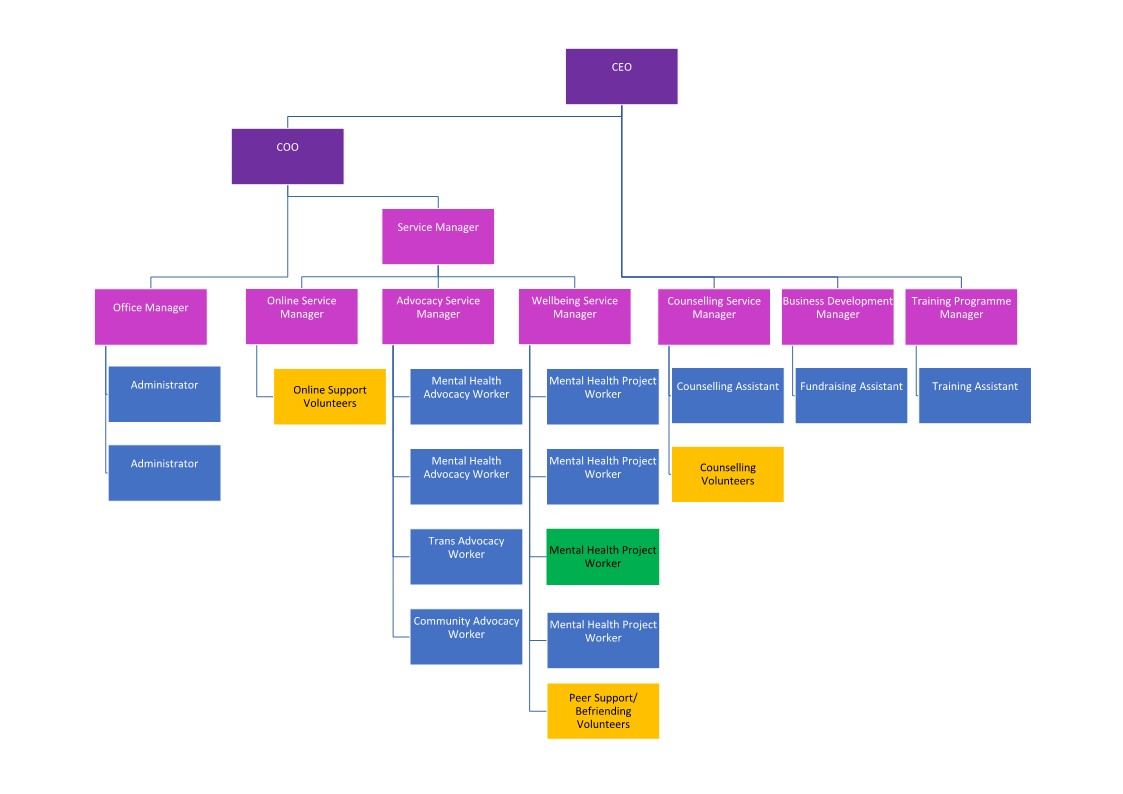 CEO
COO
Service Manager
Office Manager
Online Service
Manager
Advocacy Service
Manager
Wellbeing Service
Manager
Counselling Service
Manager
Business Development
Manager
Training Programme
Manager
Administrator
Online Support
Volunteers
Mental Health
Advocacy Worker
Mental Health Project
Worker
Counselling Assistant
Fundraising Assistant
Training Assistant
Administrator
Mental Health
Advocacy Worker
Mental Health Project
Worker
Counselling
Volunteers
Trans Advocacy
Worker
Mental Health Project
Worker
Community Advocacy
Worker
Mental Health Project
Worker
Peer Support/
Befriending
Volunteers